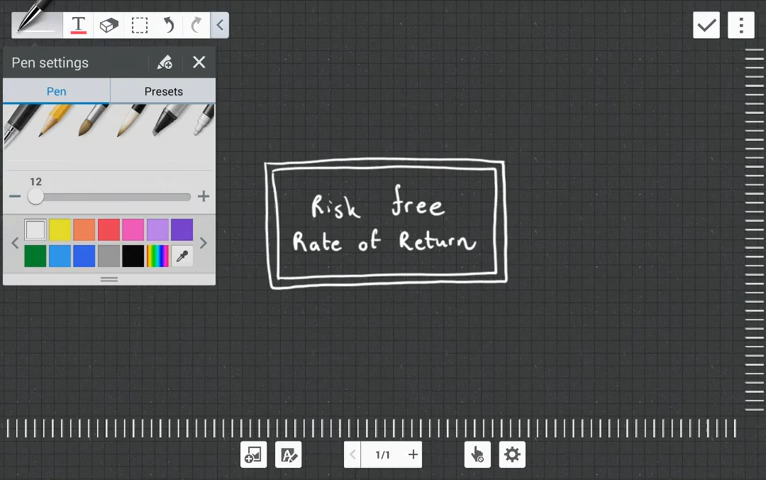 T
Pen settings
Pen
Presets
12
Risk free
Rate of Return
A
1/1